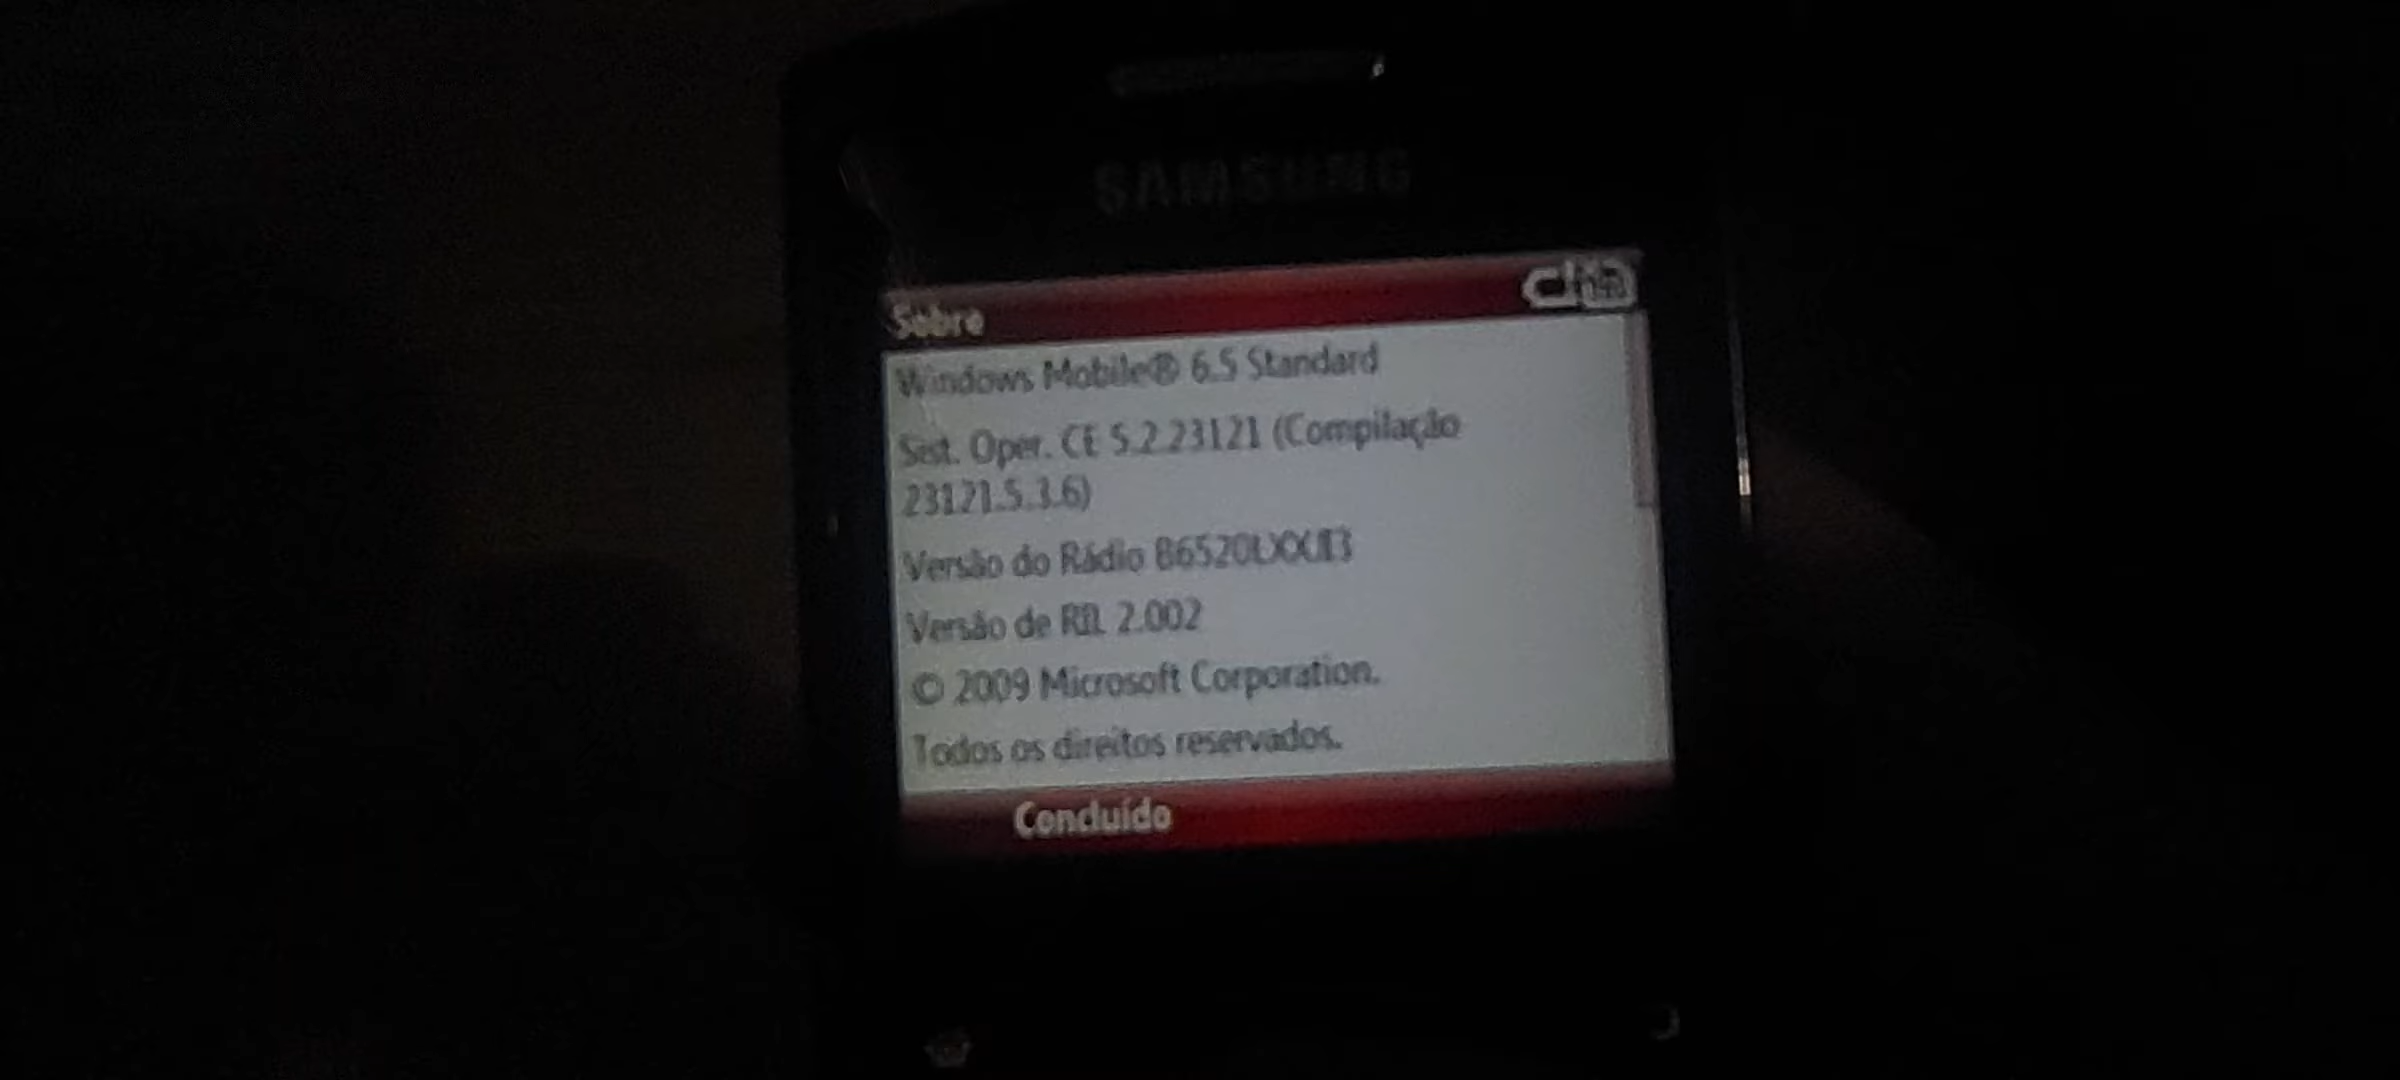 SAMSUNG
Sobre
Windows Mobile® 6.5 Standard
Sist. Oper. CE 5.2.23121 (Compilação
23121.5.3.6)
Versão do Rádio B6520LXXJI3
Versão de RIL 2.002
© 2009 Microsoft Corporation.
Todos os direitos reservados.
Concluído